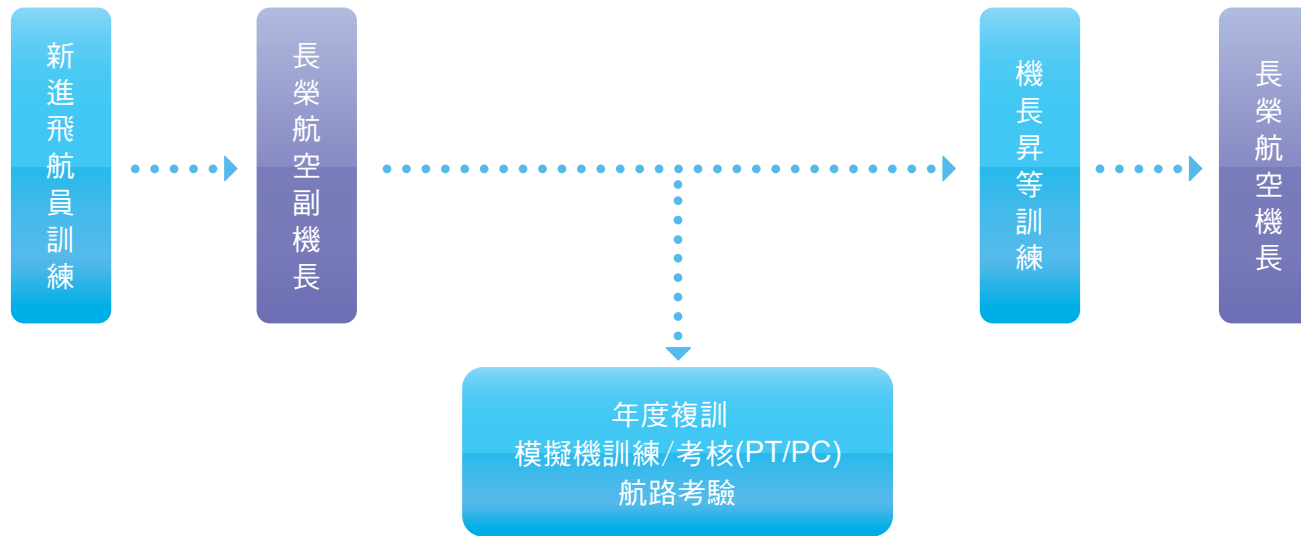 新進飛航員訓練
長榮航空副機長
機長昇等訓練
長榮航空機長
年度複訓
模擬機訓練/考核(PT/PC)
航路考驗